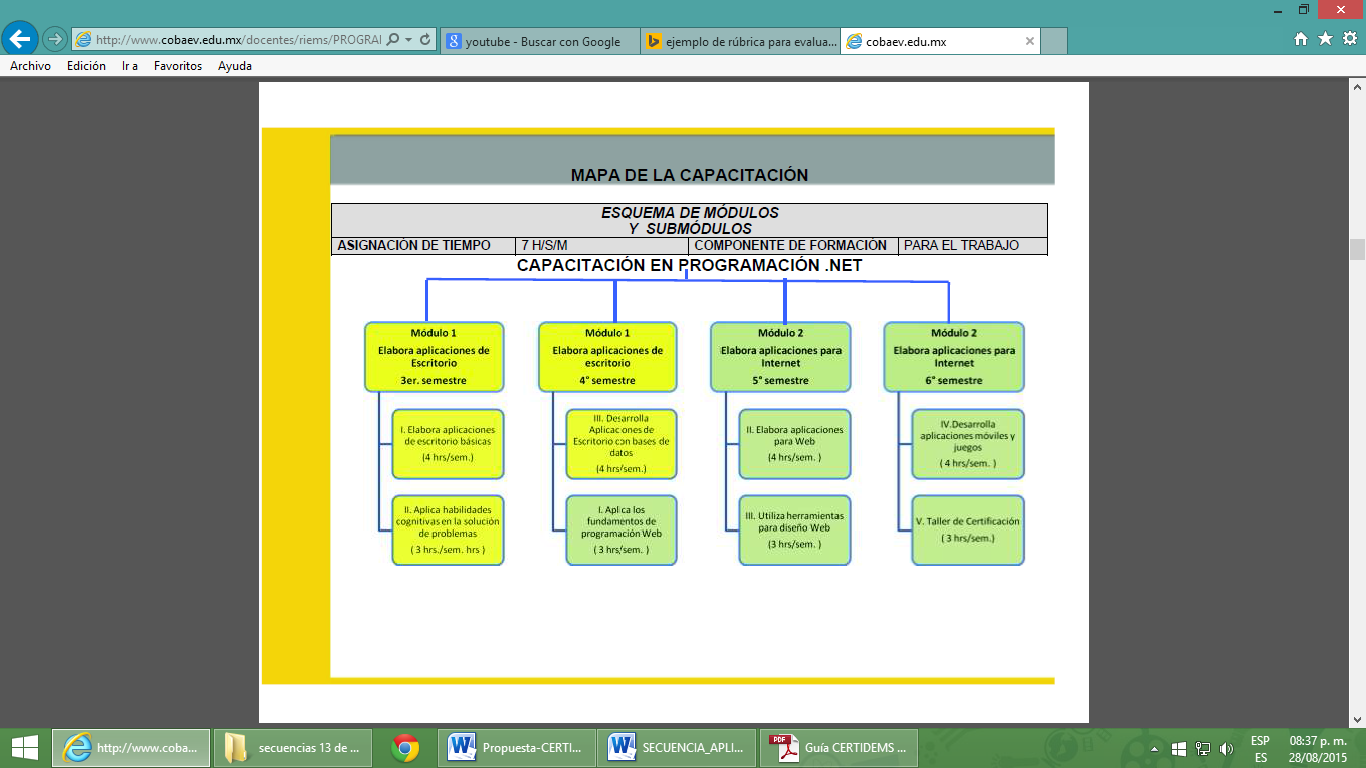 http://www.cobaev.edu.mx/docentes/riems/PROGRAI
youtube - Buscar con Google
ejemplo de rúbrica para evalua...
cobaev.edu.mx
Archivo Edición Ir a Favoritos Ayuda
MAPA DE LA CAPACITACIÓN
ESQUEMA DE MÓDULOS
Y SUBMÓDULOS
ASIGNACIÓN DE TIEMPO 7 H/S/M COMPONENTE DE FORMACIÓN PARA EL TRABAJO
CAPACITACIÓN EN PROGRAMACIÓN .NET
Módulo 1
Elabora aplicaciones de
Escritorio
3er. semestre
I. Elabora aplicaciones
de escritorio básicas
(4 hrs/sem.)
II. Aplica habilidades
cognitivas en la solución
de problemas
( 3 hrs./sem. hrs )
Módulo 1
Elabora aplicaciones de
escritorio
4° semestre
III. Desarrolla
Aplicaciones de
Escritorio con bases de
datos
(4 hrs/sem.)
I. Aplica los
fundamentos de
programación Web
( 3 hrs/sem. )
Módulo 2
Elabora aplicaciones para
Internet
5° semestre
II. Elabora aplicaciones
para Web
(4 hrs/sem. )
III. Utiliza herramientas
para diseño Web
(3 hrs/sem. )
Módulo 2
Elabora aplicaciones para
Internet
6° semestre
IV.Desarrolla
aplicaciones móviles y
juegos
( 4 hrs/sem. )
V. Taller de Certificación
( 3 hrs/sem.)
http://www.coba...
secuencias 13 de ...
Propuesta-CERTI...
SECUENCIA_APLI...
Guía CERTIDEMS ...
ESP
ES
08:37 p. m.
28/08/2015